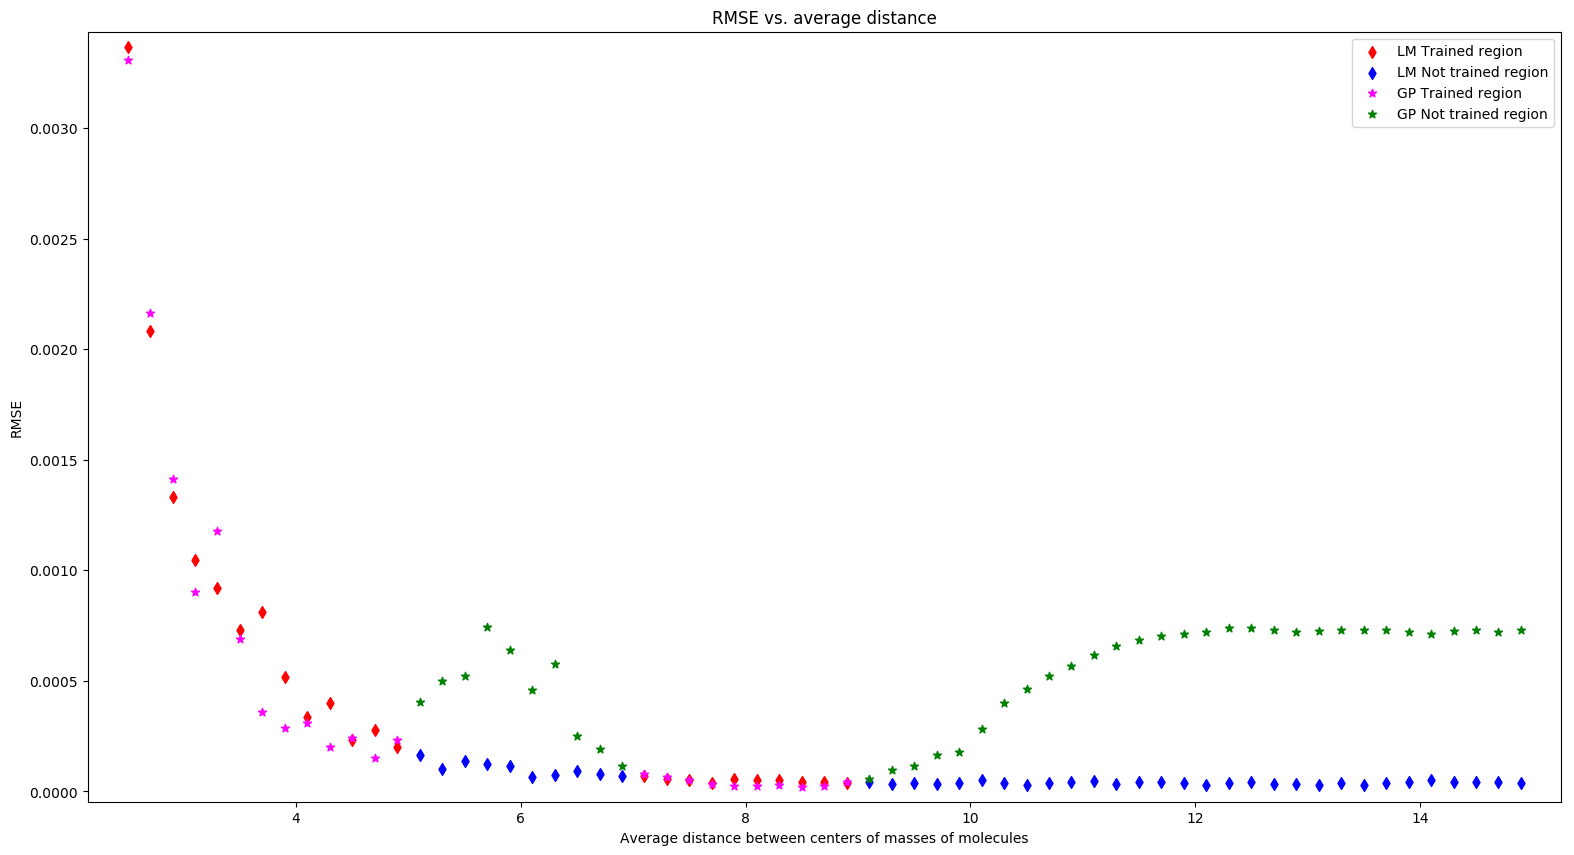 RMSE vs. average distance
LM Trained region
LM Not trained region
GP Trained region
GP Not trained region
0.0030
0.0025
0.0020
0.0015
0.0010
0.0005
0.0000
RMSE
4
6
8
10
12
14
Average distance between centers of masses of molecules